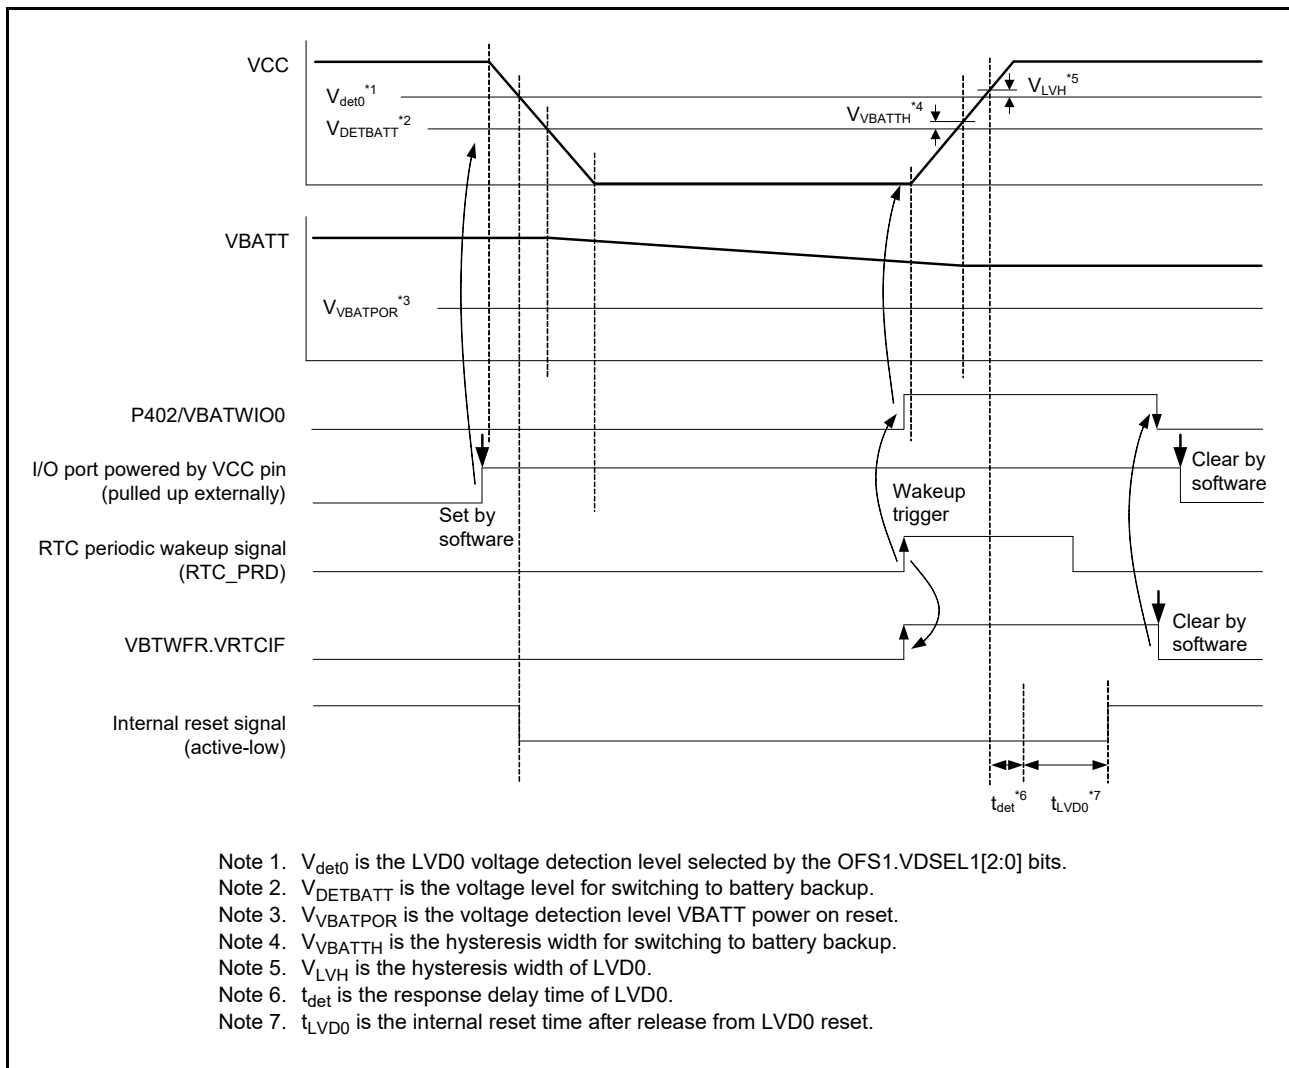 VCC
Vdet0*1
VDETBATT*2
VVBATTH*4
VLVH*5
VBATT
VVBATPOR*3
P402/VBATWIO0
I/O port powered by VCC pin
(pulled up externally)
Set by
software
Wakeup
trigger
Clear by
software
RTC periodic wakeup signal
(RTC_PRD)
VBTWFR.VRTCIF
Clear by
software
Internal reset signal
(active-low)
tdet*6
tLVD0*7
Note 1. Vdet0 is the LVD0 voltage detection level selected by the OFS1.VDSEL1[2:0] bits.
Note 2. VDETBATT is the voltage level for switching to battery backup.
Note 3. VVBATPOR is the voltage detection level VBATT power on reset.
Note 4. VVBATTH is the hysteresis width for switching to battery backup.
Note 5. VLVH is the hysteresis width of LVD0.
Note 6. tdet is the response delay time of LVD0.
Note 7. tLVD0 is the internal reset time after release from LVD0 reset.